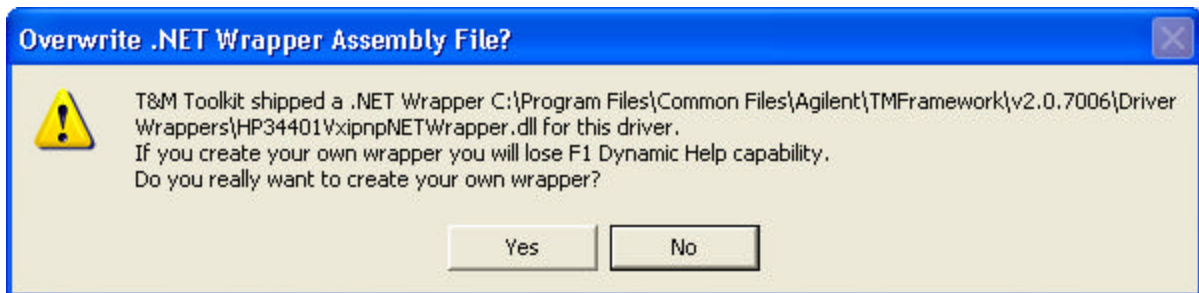 Overwrite .NET Wrapper Assembly File?
T&M Toolkit shipped a .NET Wrapper C:\Program Files\Common Files\Agilent\TMFramework\v2.0.7006\Driver
Wrappers\HP34401VxipnpNETWrapper.dll for this driver.
If you create your own wrapper you will lose F1 Dynamic Help capability.
Do you really want to create your own wrapper?
Yes No